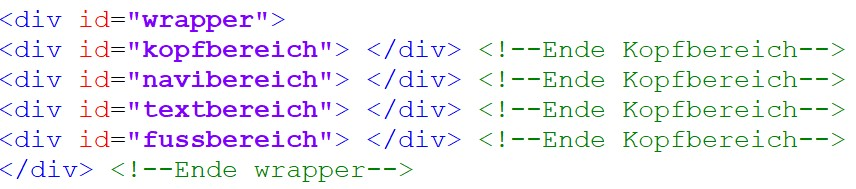 <div id="wrapper">
<div id="kopfbereich"> </div> <!--Ende Kopfbereich-->
<div id="navibereich"> </div> <!--Ende Kopfbereich-->
<div id="textbereich"> </div> <!--Ende Kopfbereich-->
<div id="fussbereich"> </div> <!--Ende Kopfbereich-->
</div> <!--Ende wrapper-->